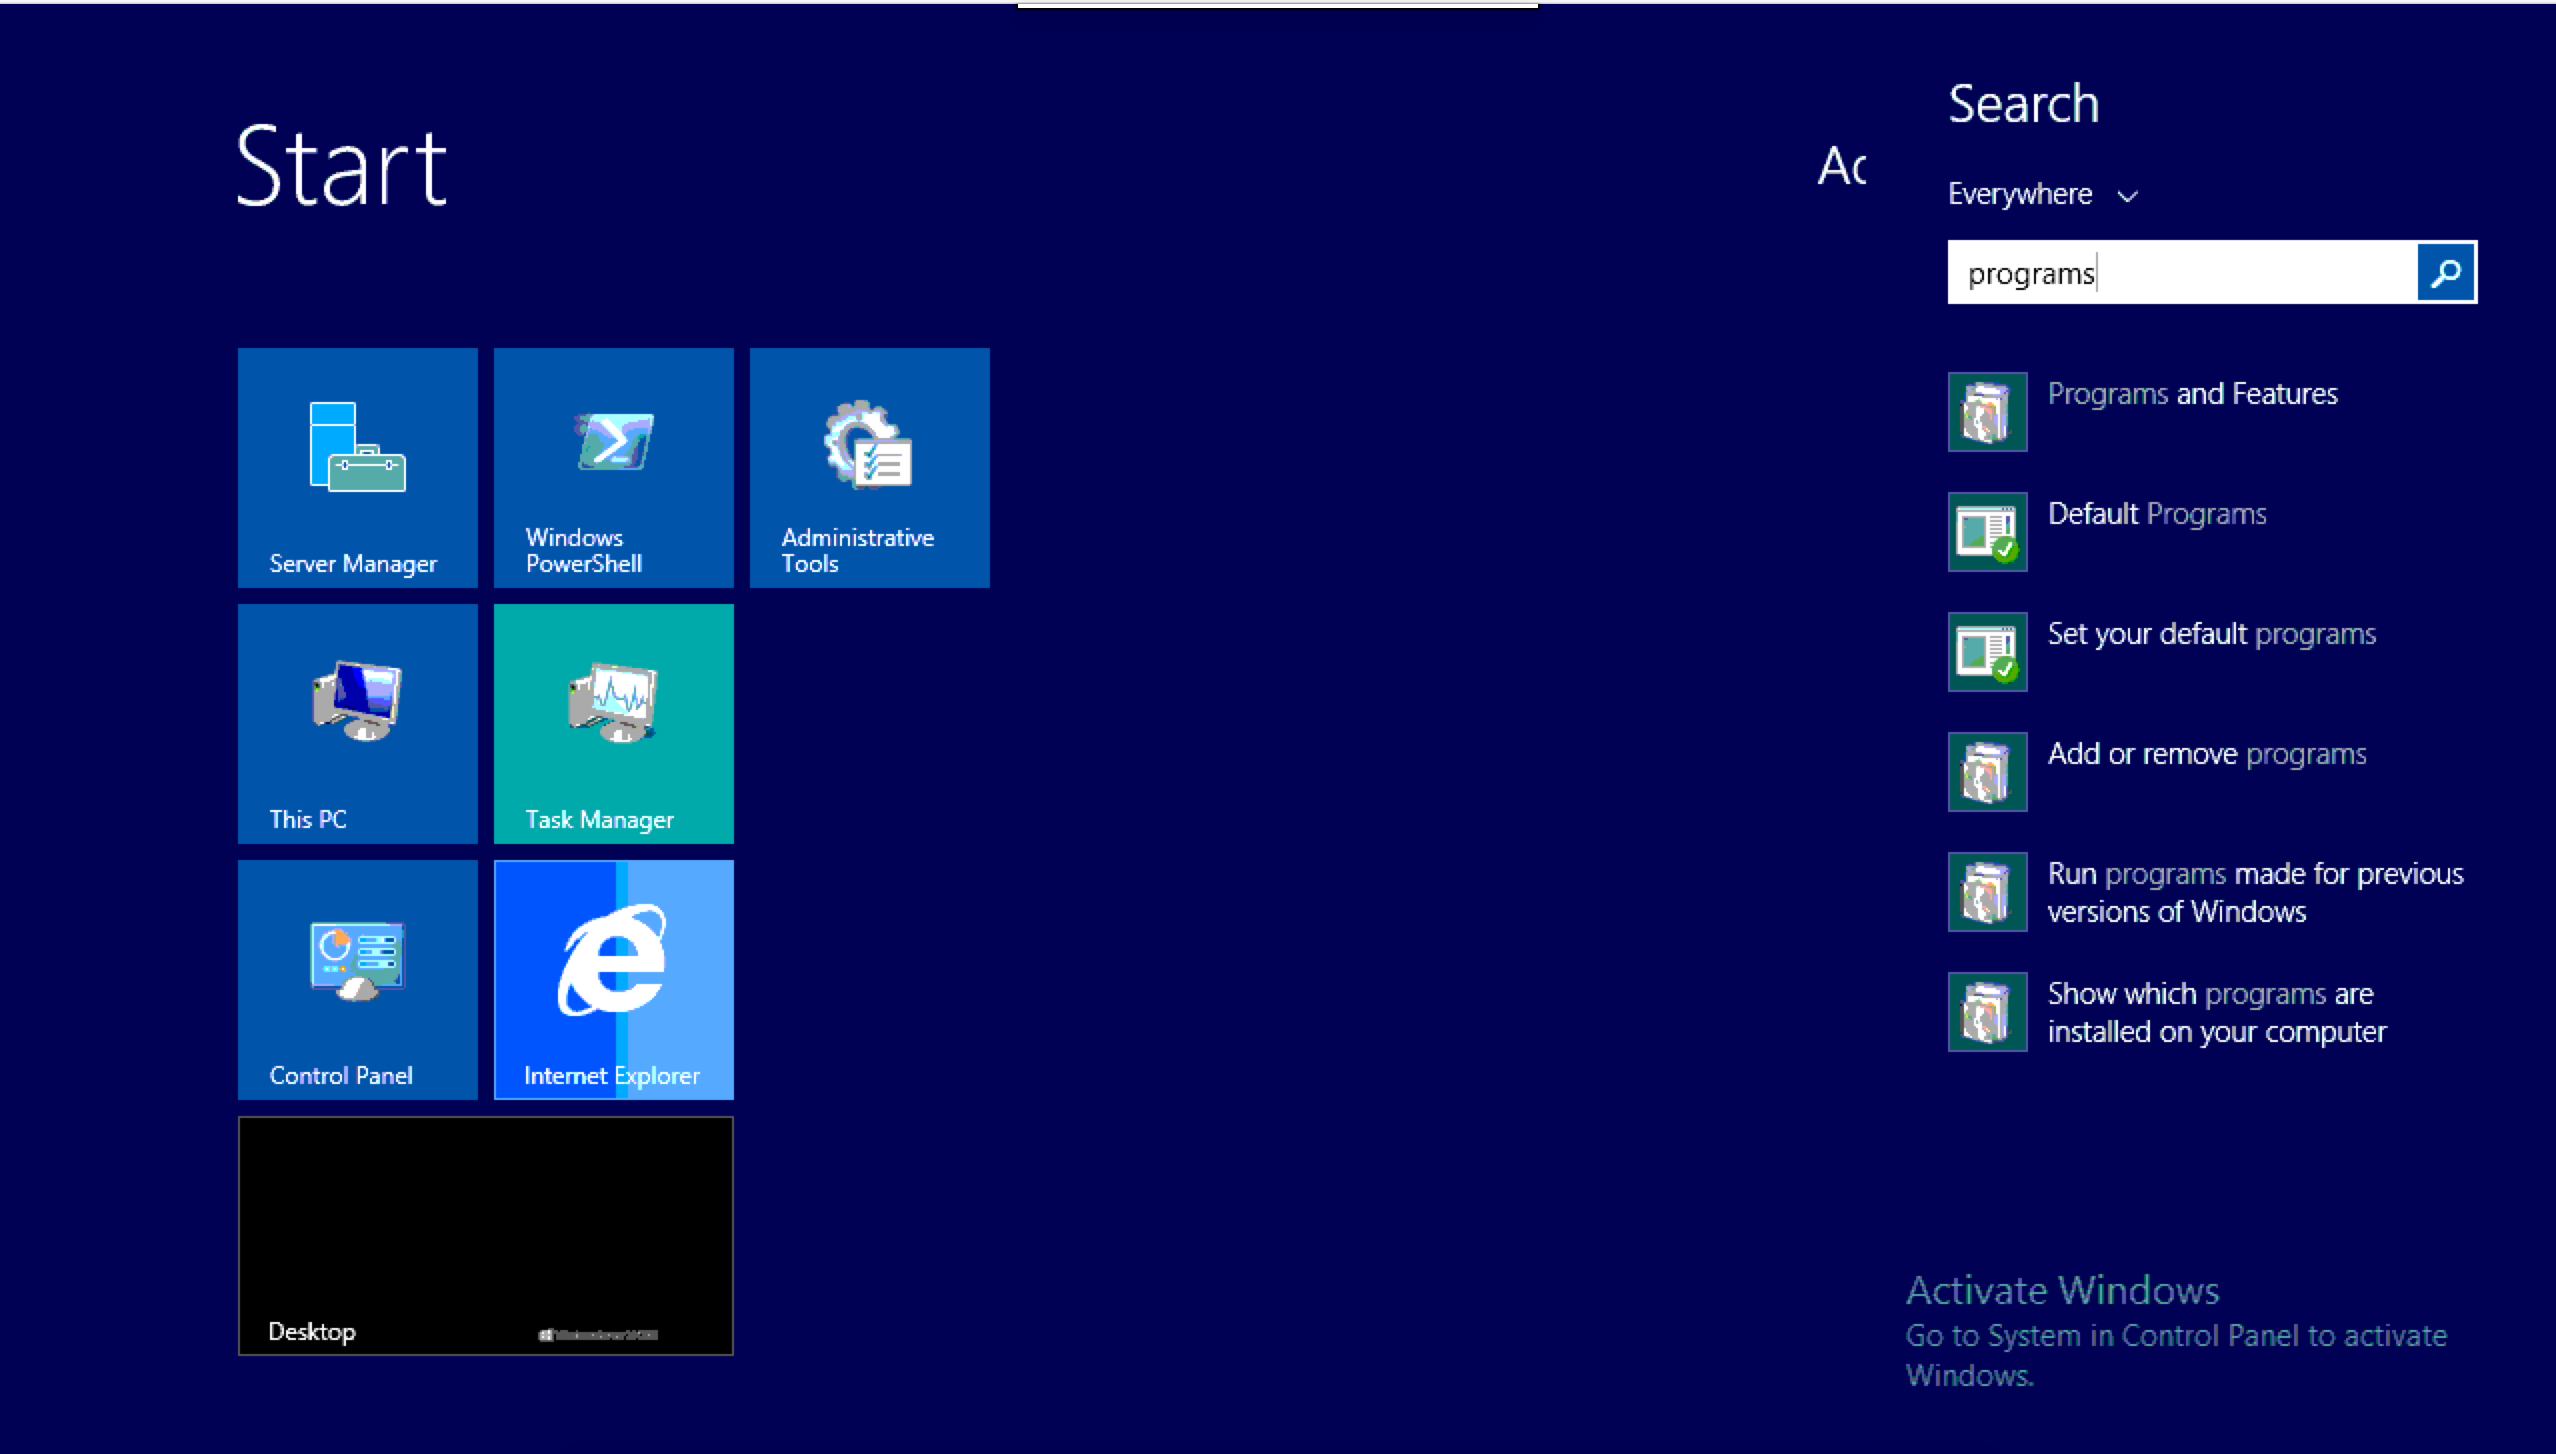 Start
Ac
Server Manager
Windows
PowerShell
Administrative
Tools
This PC
Task Manager
Control Panel
Internet Explorer
Desktop
Search
Everywhere
programs
Programs and Features
Default Programs
Set your default programs
Add or remove programs
Run programs made for previous
versions of Windows
Show which programs are
installed on your computer
Activate Windows
Go to System in Control Panel to activate
Windows.